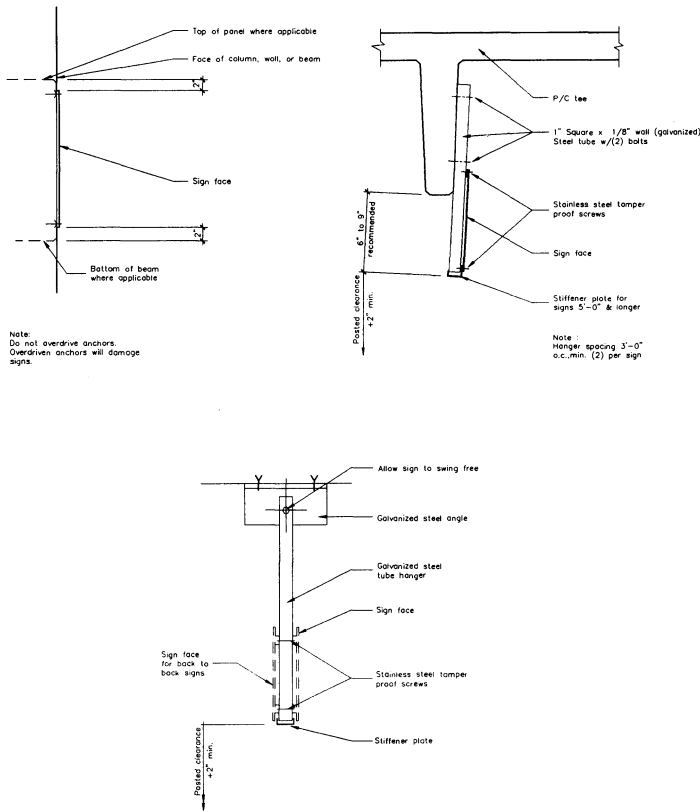 Top of panel where applicable
Face of column, wall, or beam
2"
Sign face
2"
Bottom of beam
where applicable
Note:
Do not overdrive anchors.
Overdriven anchors will damage
signs.
P/C tee
1" Square x 1/8" wall (galvanized)
Steel tube w/(2) bolts
Stainless steel tamper
proof screws
6" to 9"
recommended
Sign face
Posted clearance
+2" min.
Stiffener plate for
signs 5'-0" & longer
Note :
Hanger spacing 3'-0"
o.c.,min. (2) per sign
Allow sign to swing free
Galvanized steel angle
Galvanized steel
tube hanger
Sign face
Sign face
for back to
back signs
Stainless steel tamper
proof screws
Stiffener plate
Posted clearance
+2" min.